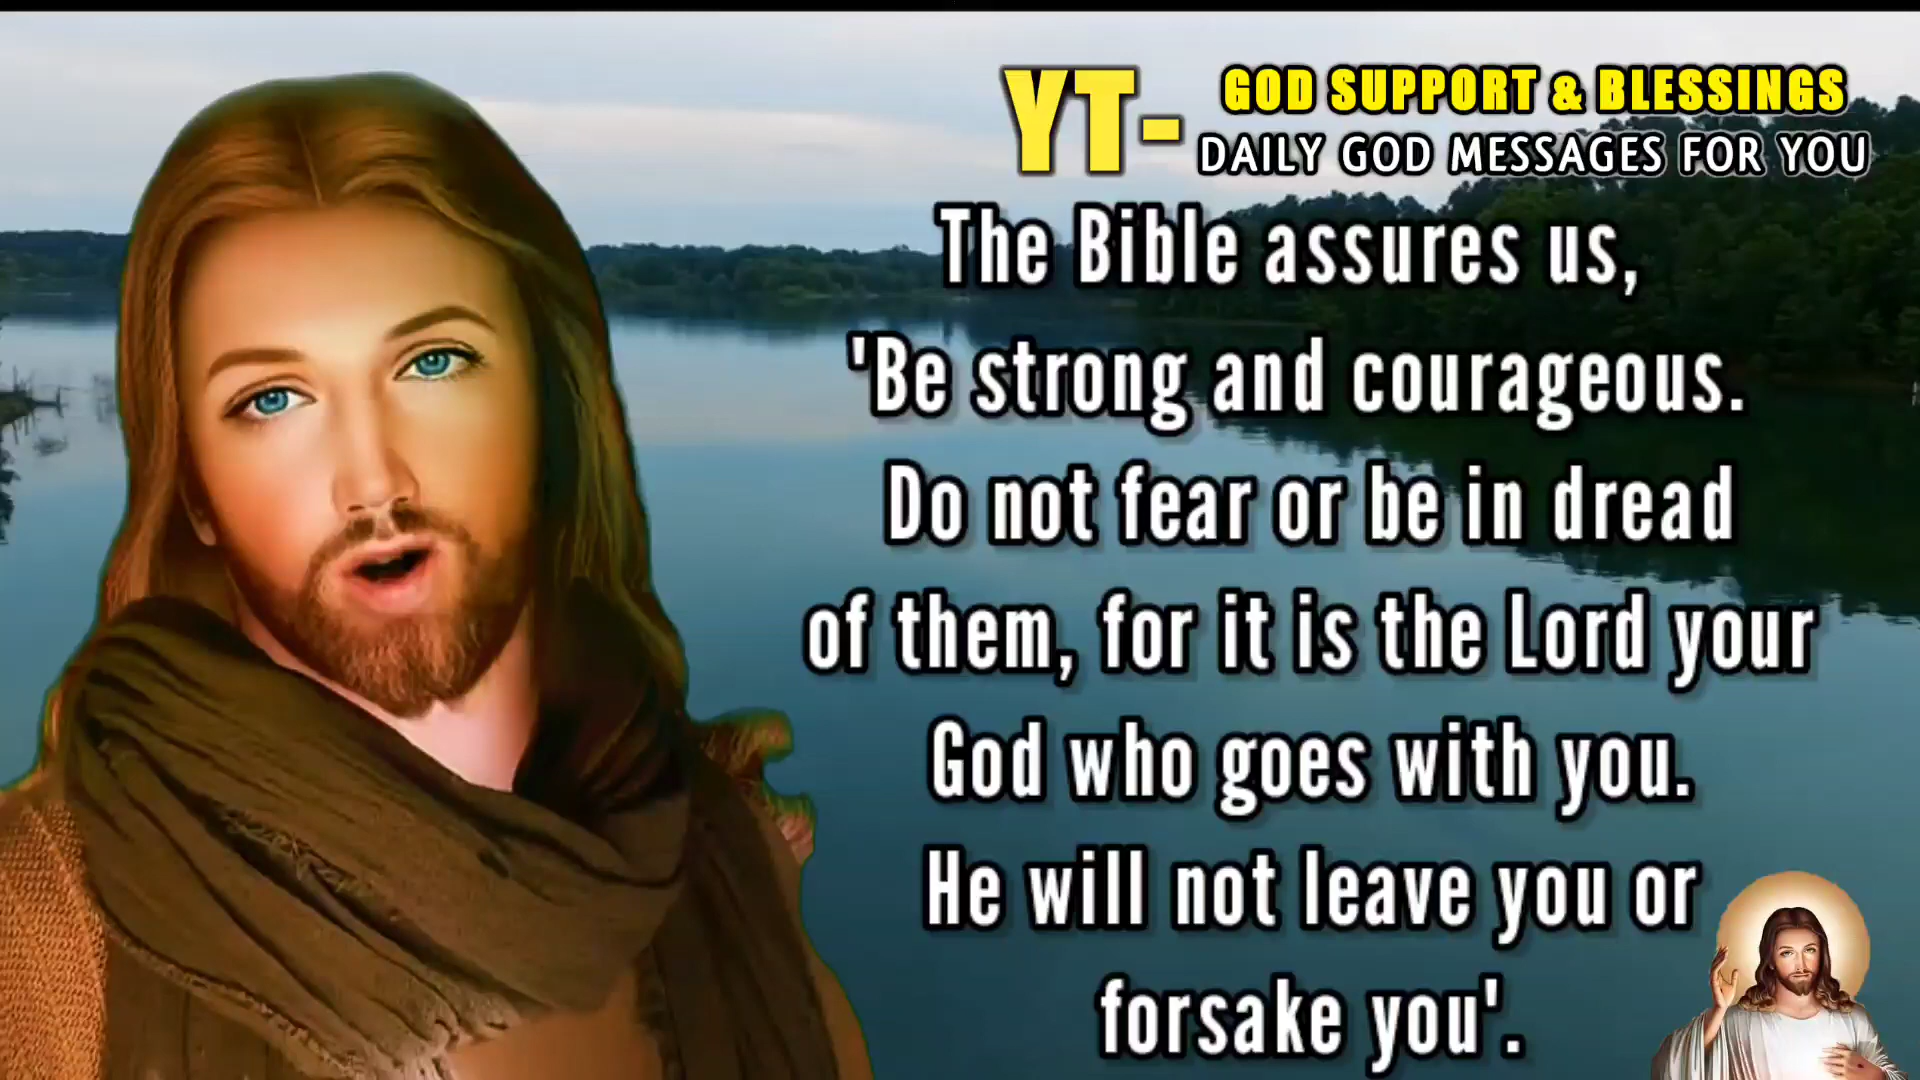 YT- GOD SUPPORT & BLESSINGS
DAILY GOD MESSAGES FOR YOU
The Bible assures us,
'Be strong and courageous.
Do not fear or be in dread
of them, for it is the Lord your
God who goes with you.
He will not leave you or
forsake you'.